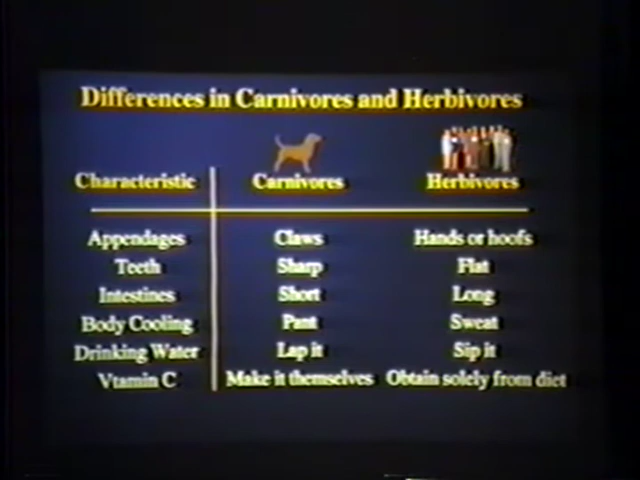 Differences in Carnivores and Herbivores
Characteristic Carnivores Herbivores
Appendages Claws Hands or hoofs
Teeth Sharp Flat
Intestines Short Long
Body Cooling Pant Sweat
Drinking Water Lap it Sip it
Vtamin C Make it themselves Obtain solely from diet